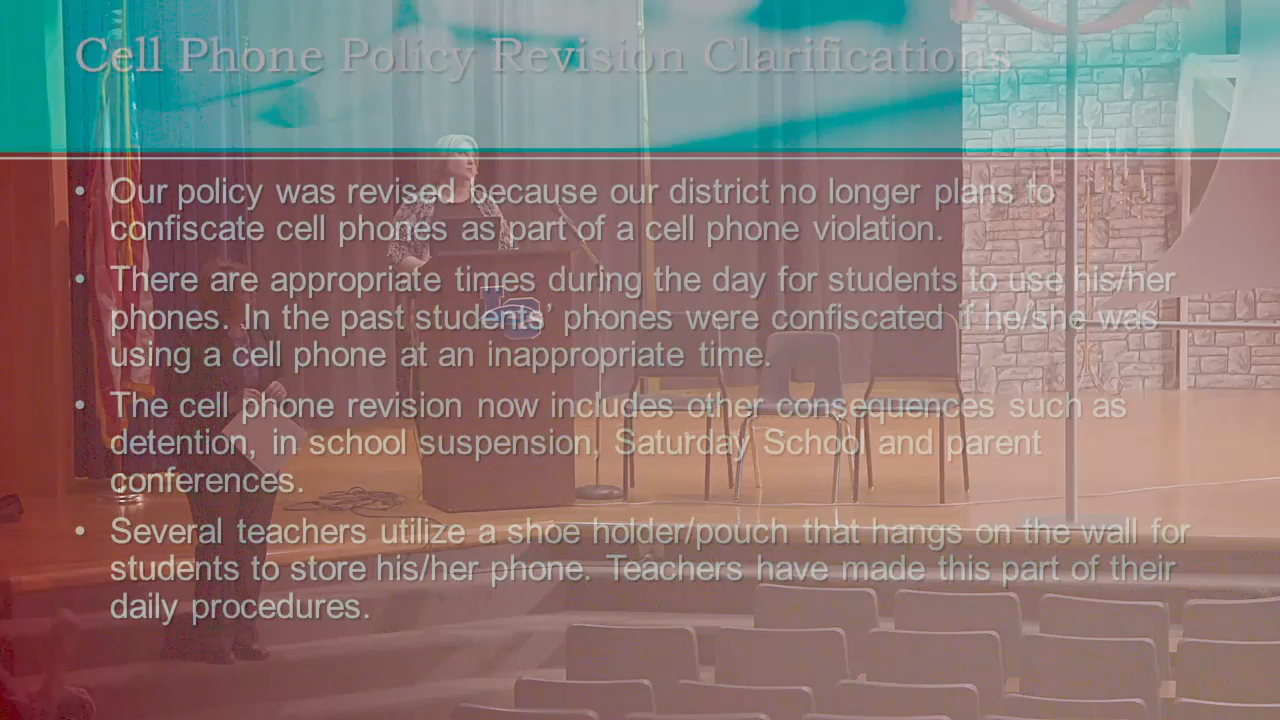 Cell Phone Policy Revision Clarifications
• Our policy was revised because our district no longer plans to
confiscate cell phones as part of a cell phone violation.
• There are appropriate times during the day for students to use his/her
phones. In the past students' phones were confiscated if he/she was
using a cell phone at an inappropriate time.
• The cell phone revision now includes other consequences such as
detention, in school suspension, Saturday School and parent
conferences.
• Several teachers utilize a shoe holder/pouch that hangs on the wall for
students to store his/her phone. Teachers have made this part of their
daily procedures.